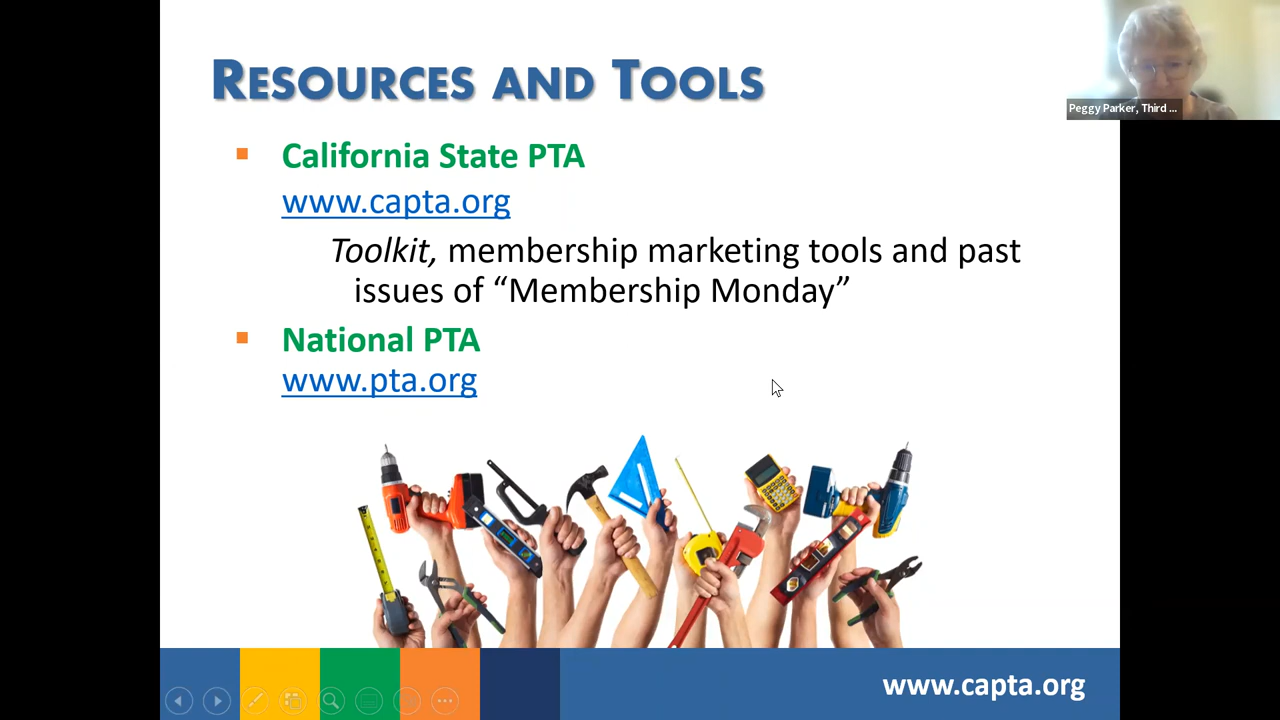 RESOURCES AND TOOLS
Peggy Parker, Third ...
California State PTA
www.capta.org
Toolkit, membership marketing tools and past
issues of “Membership Monday”
National PTA
www.pta.org
www.capta.org